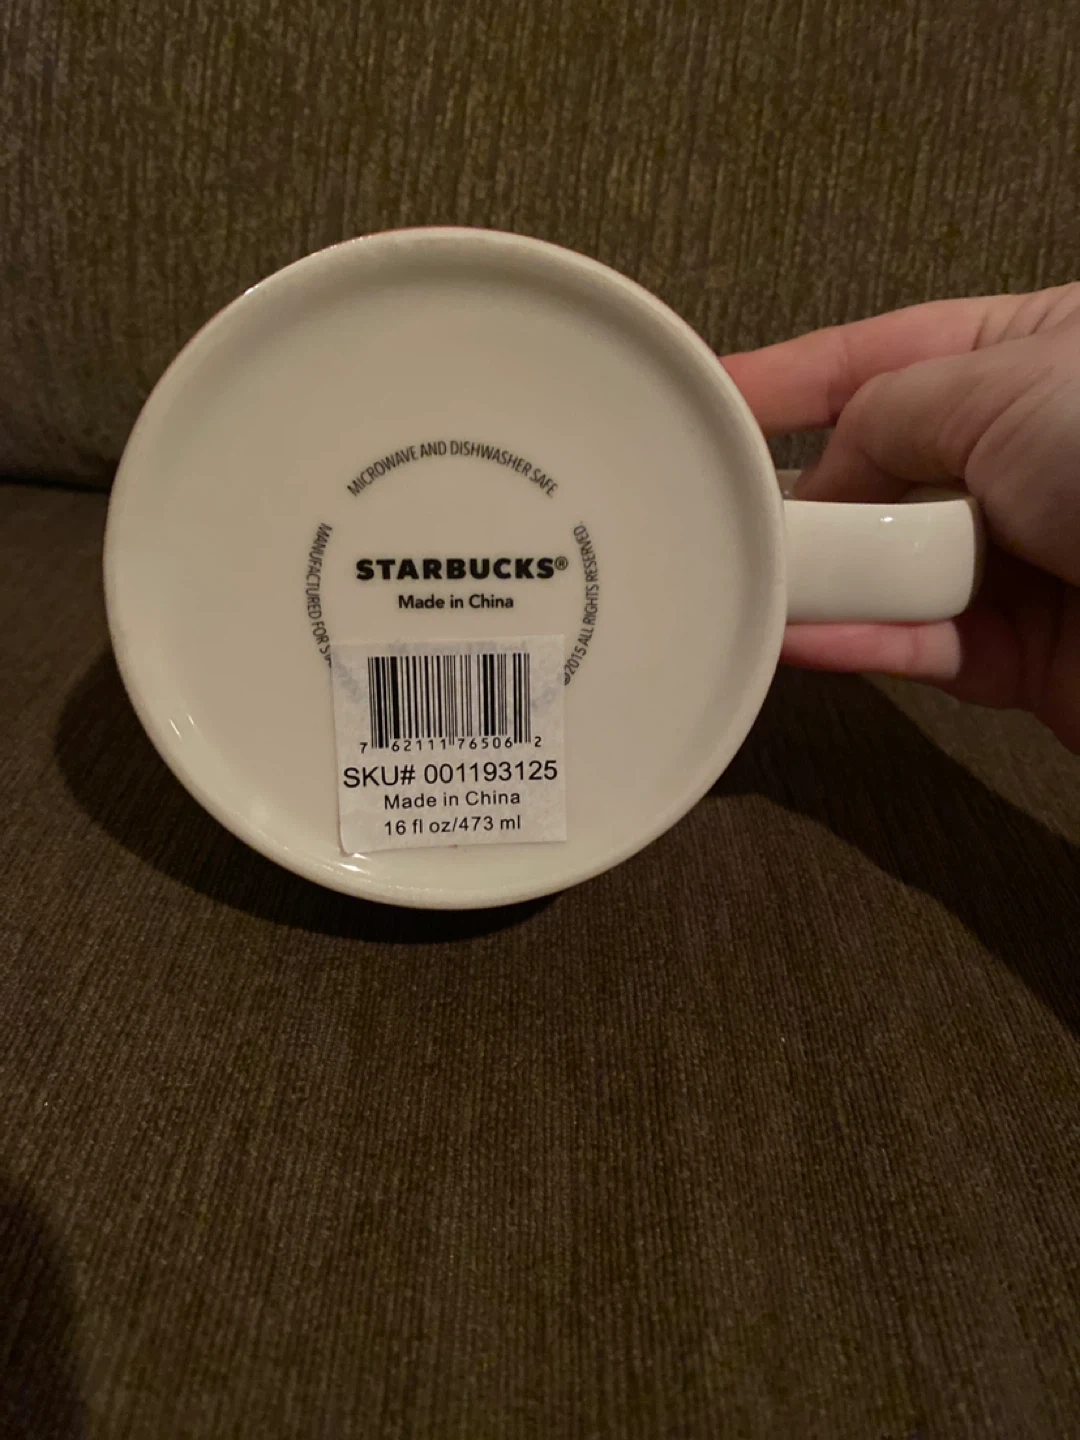 MICROWAVE AND DISHWASHER SAFE
MANUFACTURED FOR
STARBUCKS®
Made in China
©2015 ALL RIGHTS RESERVED.
7 62111 76506 2
SKU# 001193125
Made in China
16 fl oz/473 ml